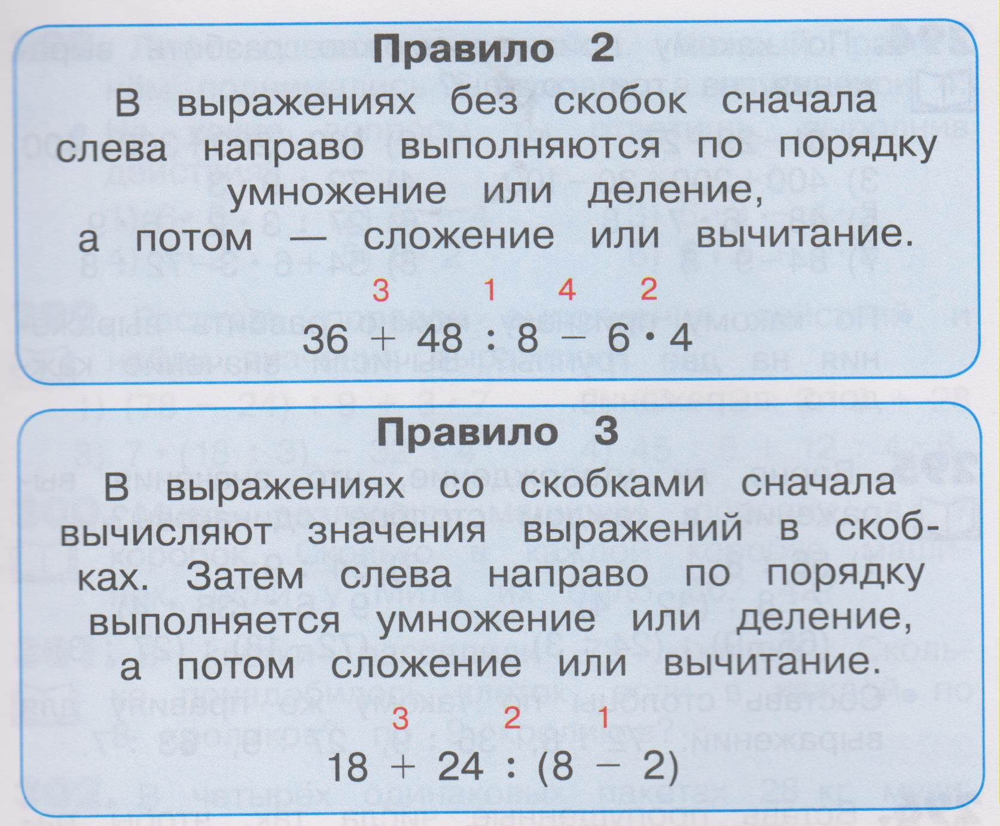 Правило 2
В выражениях без скобок сначала
слева направо выполняются по порядку
умножение или деление,
а потом — сложение или вычитание.
3 1 4 2
36 + 48 : 8 − 6 · 4
Правило 3
В выражениях со скобками сначала
вычисляют значения выражений в скоб-
ках. Затем слева направо по порядку
выполняется умножение или деление,
а потом сложение или вычитание.
3 2 1
18 + 24 : (8 − 2)